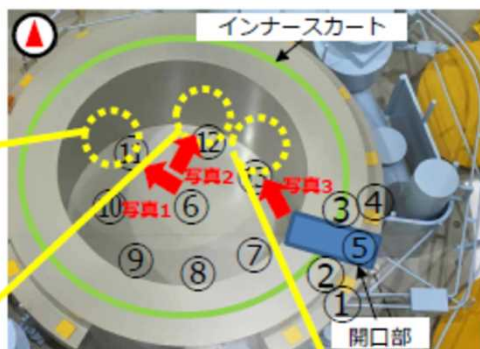 インナースカート
⑫
⑪
写真2
⑬
写真3
⑩
写真1
⑥
③
④
⑨
⑧
⑦
⑤
②
①
開口部